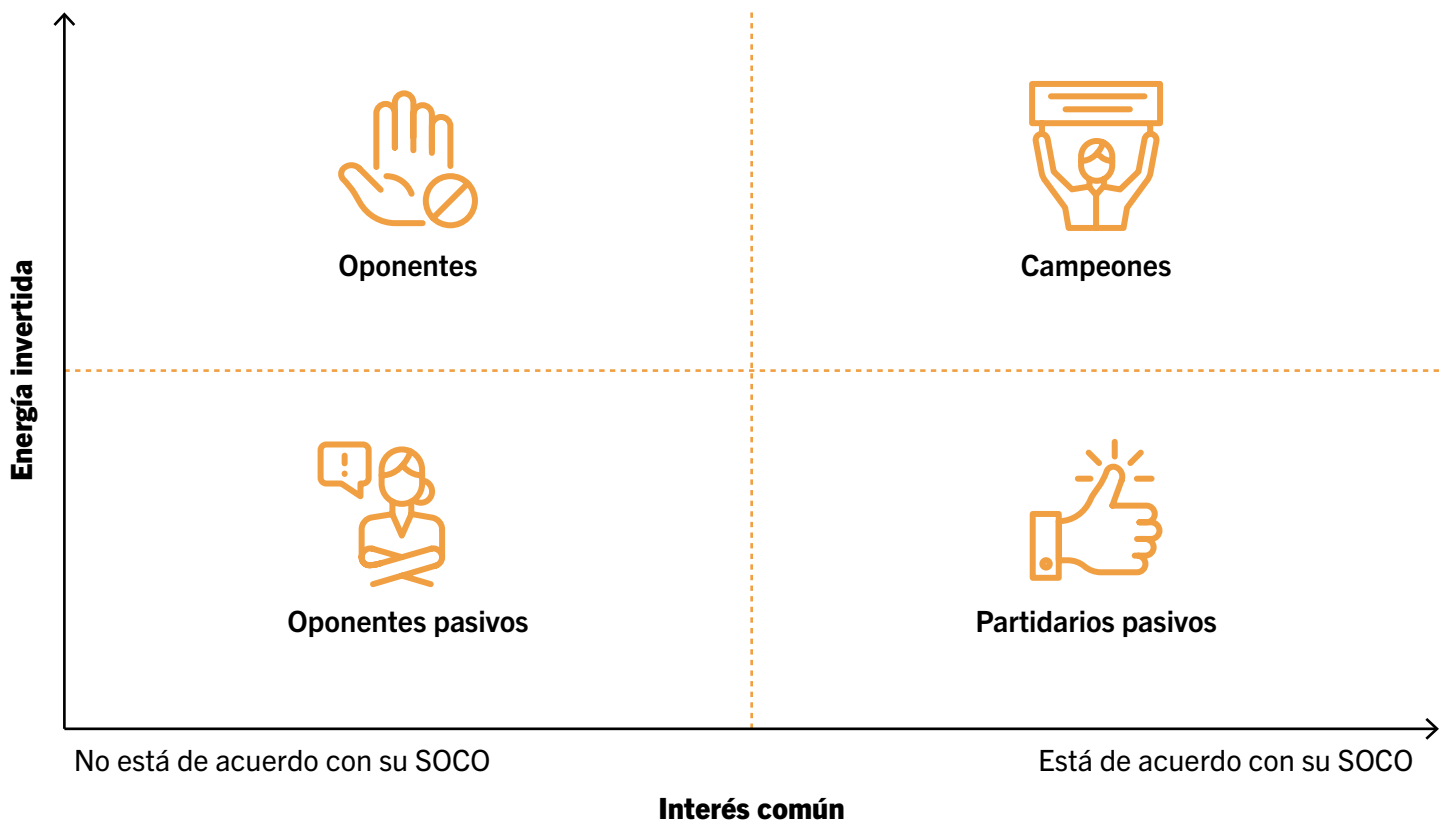 Energía invertida
Oponentes
Campeones
Oponentes pasivos
!
Partidarios pasivos
No está de acuerdo con su SOCO
Está de acuerdo con su SOCO
Interés común